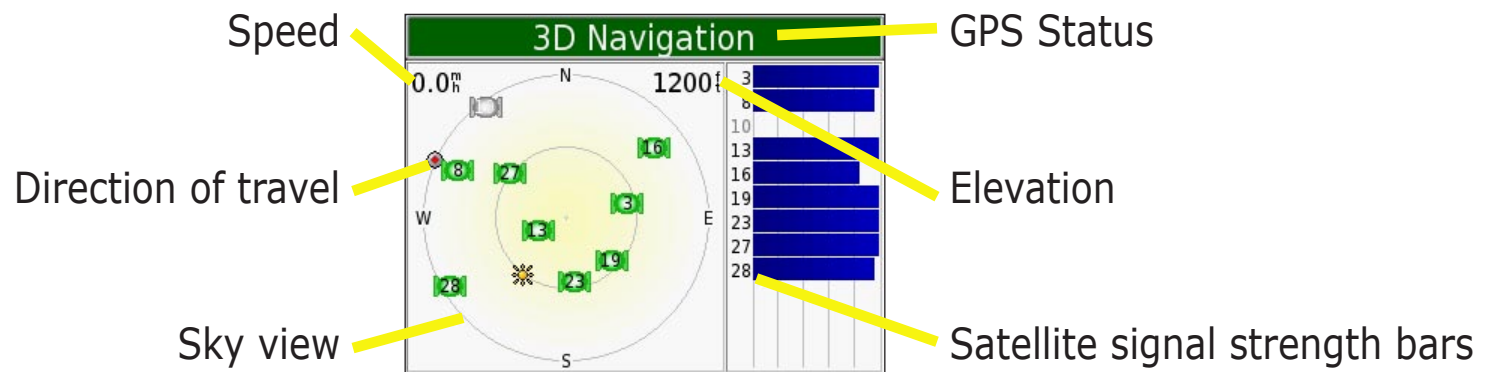 Speed
3D Navigation
GPS Status
0.0 m h
N
1200 f t
3
8
10
13
16
19
23
27
28
16
8
27
3
W
E
13
19
23
28
S
Direction of travel
Elevation
Sky view
Satellite signal strength bars